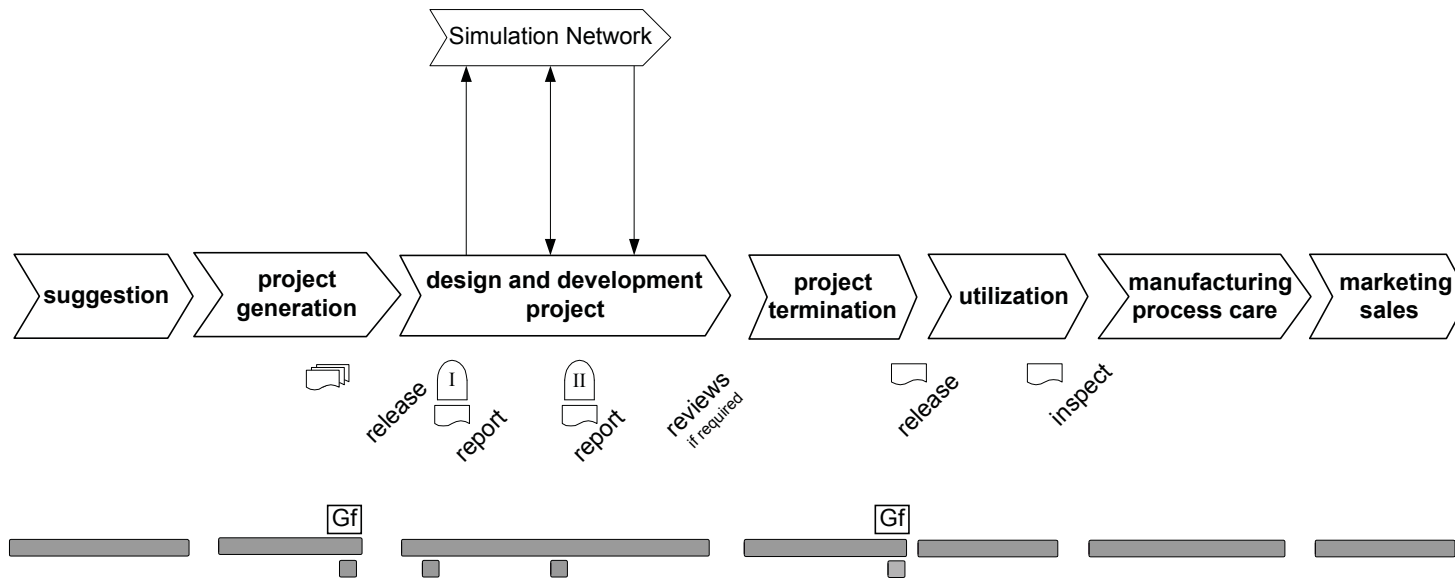 Simulation Network
suggestion
project
generation
design and development
project
project
termination
utilization
manufacturing
process care
marketing
sales
release
I
report
II
report
reviews
if required
release
inspect
Gf
Gf